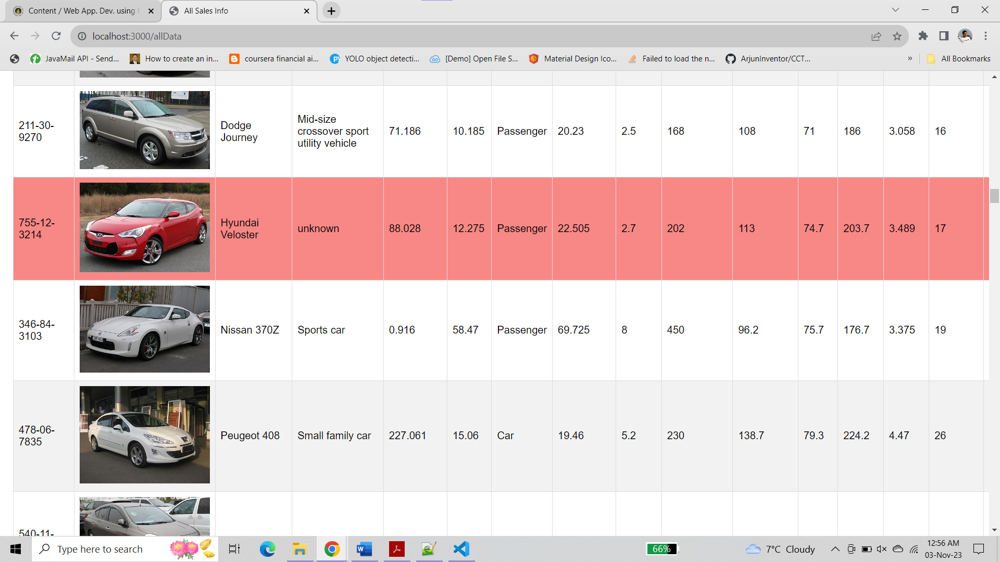 Content / Web App. Dev. using
All Sales Info
localhost:3000/allData
JavaMail API - Send...
How to create an in...
coursera financial ai...
YOLO object detecti...
[Demo] Open File S...
Material Design Ico...
Failed to load the n...
ArjunInventor/CCT...
»
All Bookmarks
211-30-
9270
Dodge
Journey
Mid-size
crossover sport
utility vehicle
71.186
10.185
Passenger
20.23
2.5
168
108
71
186
3.058
16
755-12-
3214
Hyundai
Veloster
unknown
88.028
12.275
Passenger
22.505
2.7
202
113
74.7
203.7
3.489
17
346-84-
3103
Nissan 370Z
Sports car
0.916
58.47
Passenger
69.725
8
450
96.2
75.7
176.7
3.375
19
478-06-
7835
Peugeot 408
Small family car
227.061
15.06
Car
19.46
5.2
230
138.7
79.3
224.2
4.47
26
540-11-
Type here to search
66%
7°C Cloudy
12:56 AM
03-Nov-23